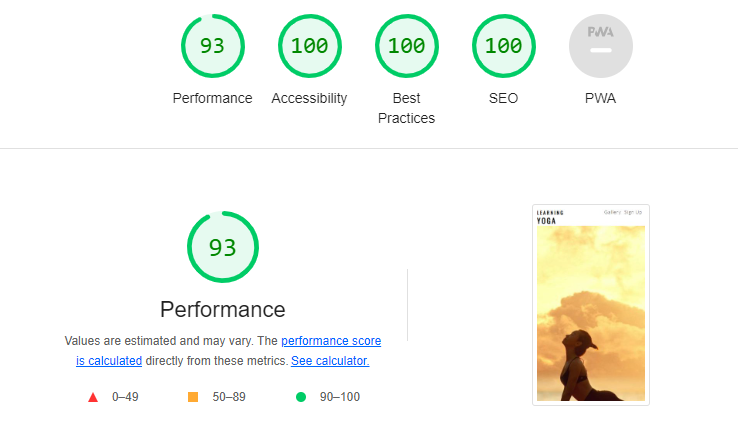 93
100
100
100
PWA
Performance
Accessibility
Best
Practices
SEO
PWA
93
Performance
Values are estimated and may vary. The performance score
is calculated directly from these metrics. See calculator.
0–49
50–89
90–100
LEARNING
YOGA
Gallery Sign Up